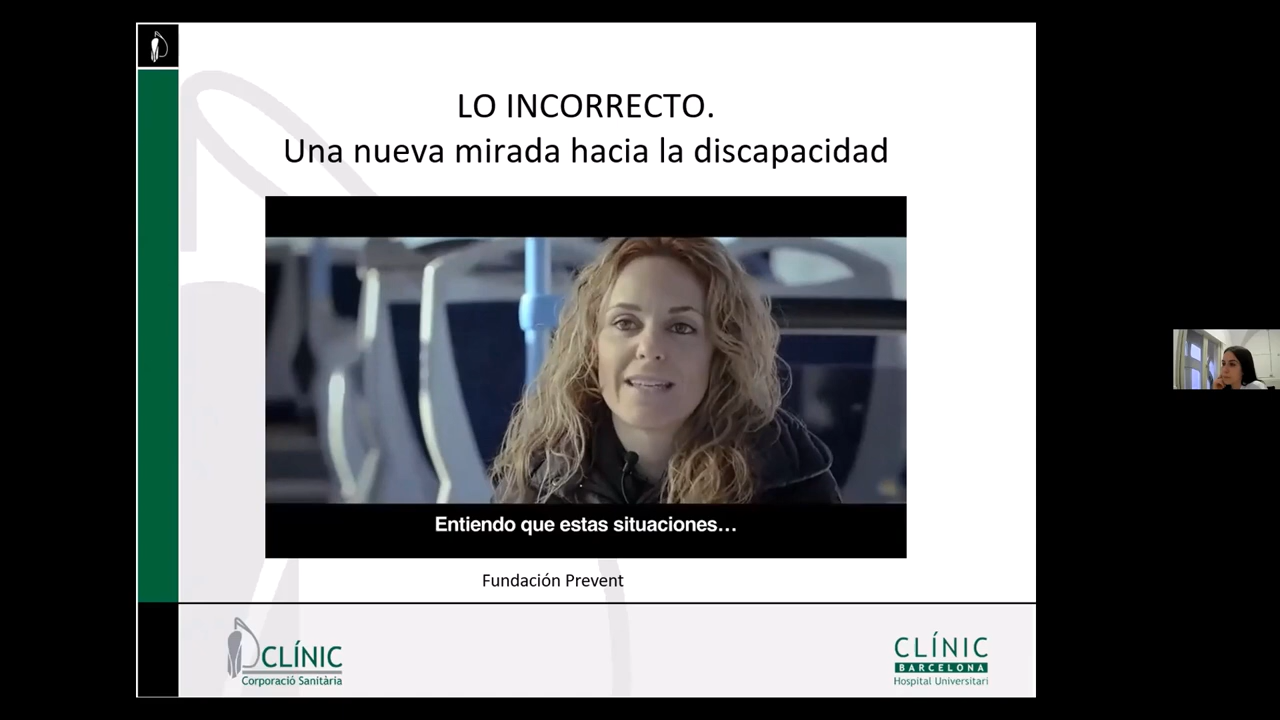 LO INCORRECTO.
Una nueva mirada hacia la discapacidad
Entiendo que estas situaciones...
Fundación Prevent
CLÍNIC
Corporació Sanitària
CLÍNIC
BARCELONA
Hospital Universitari